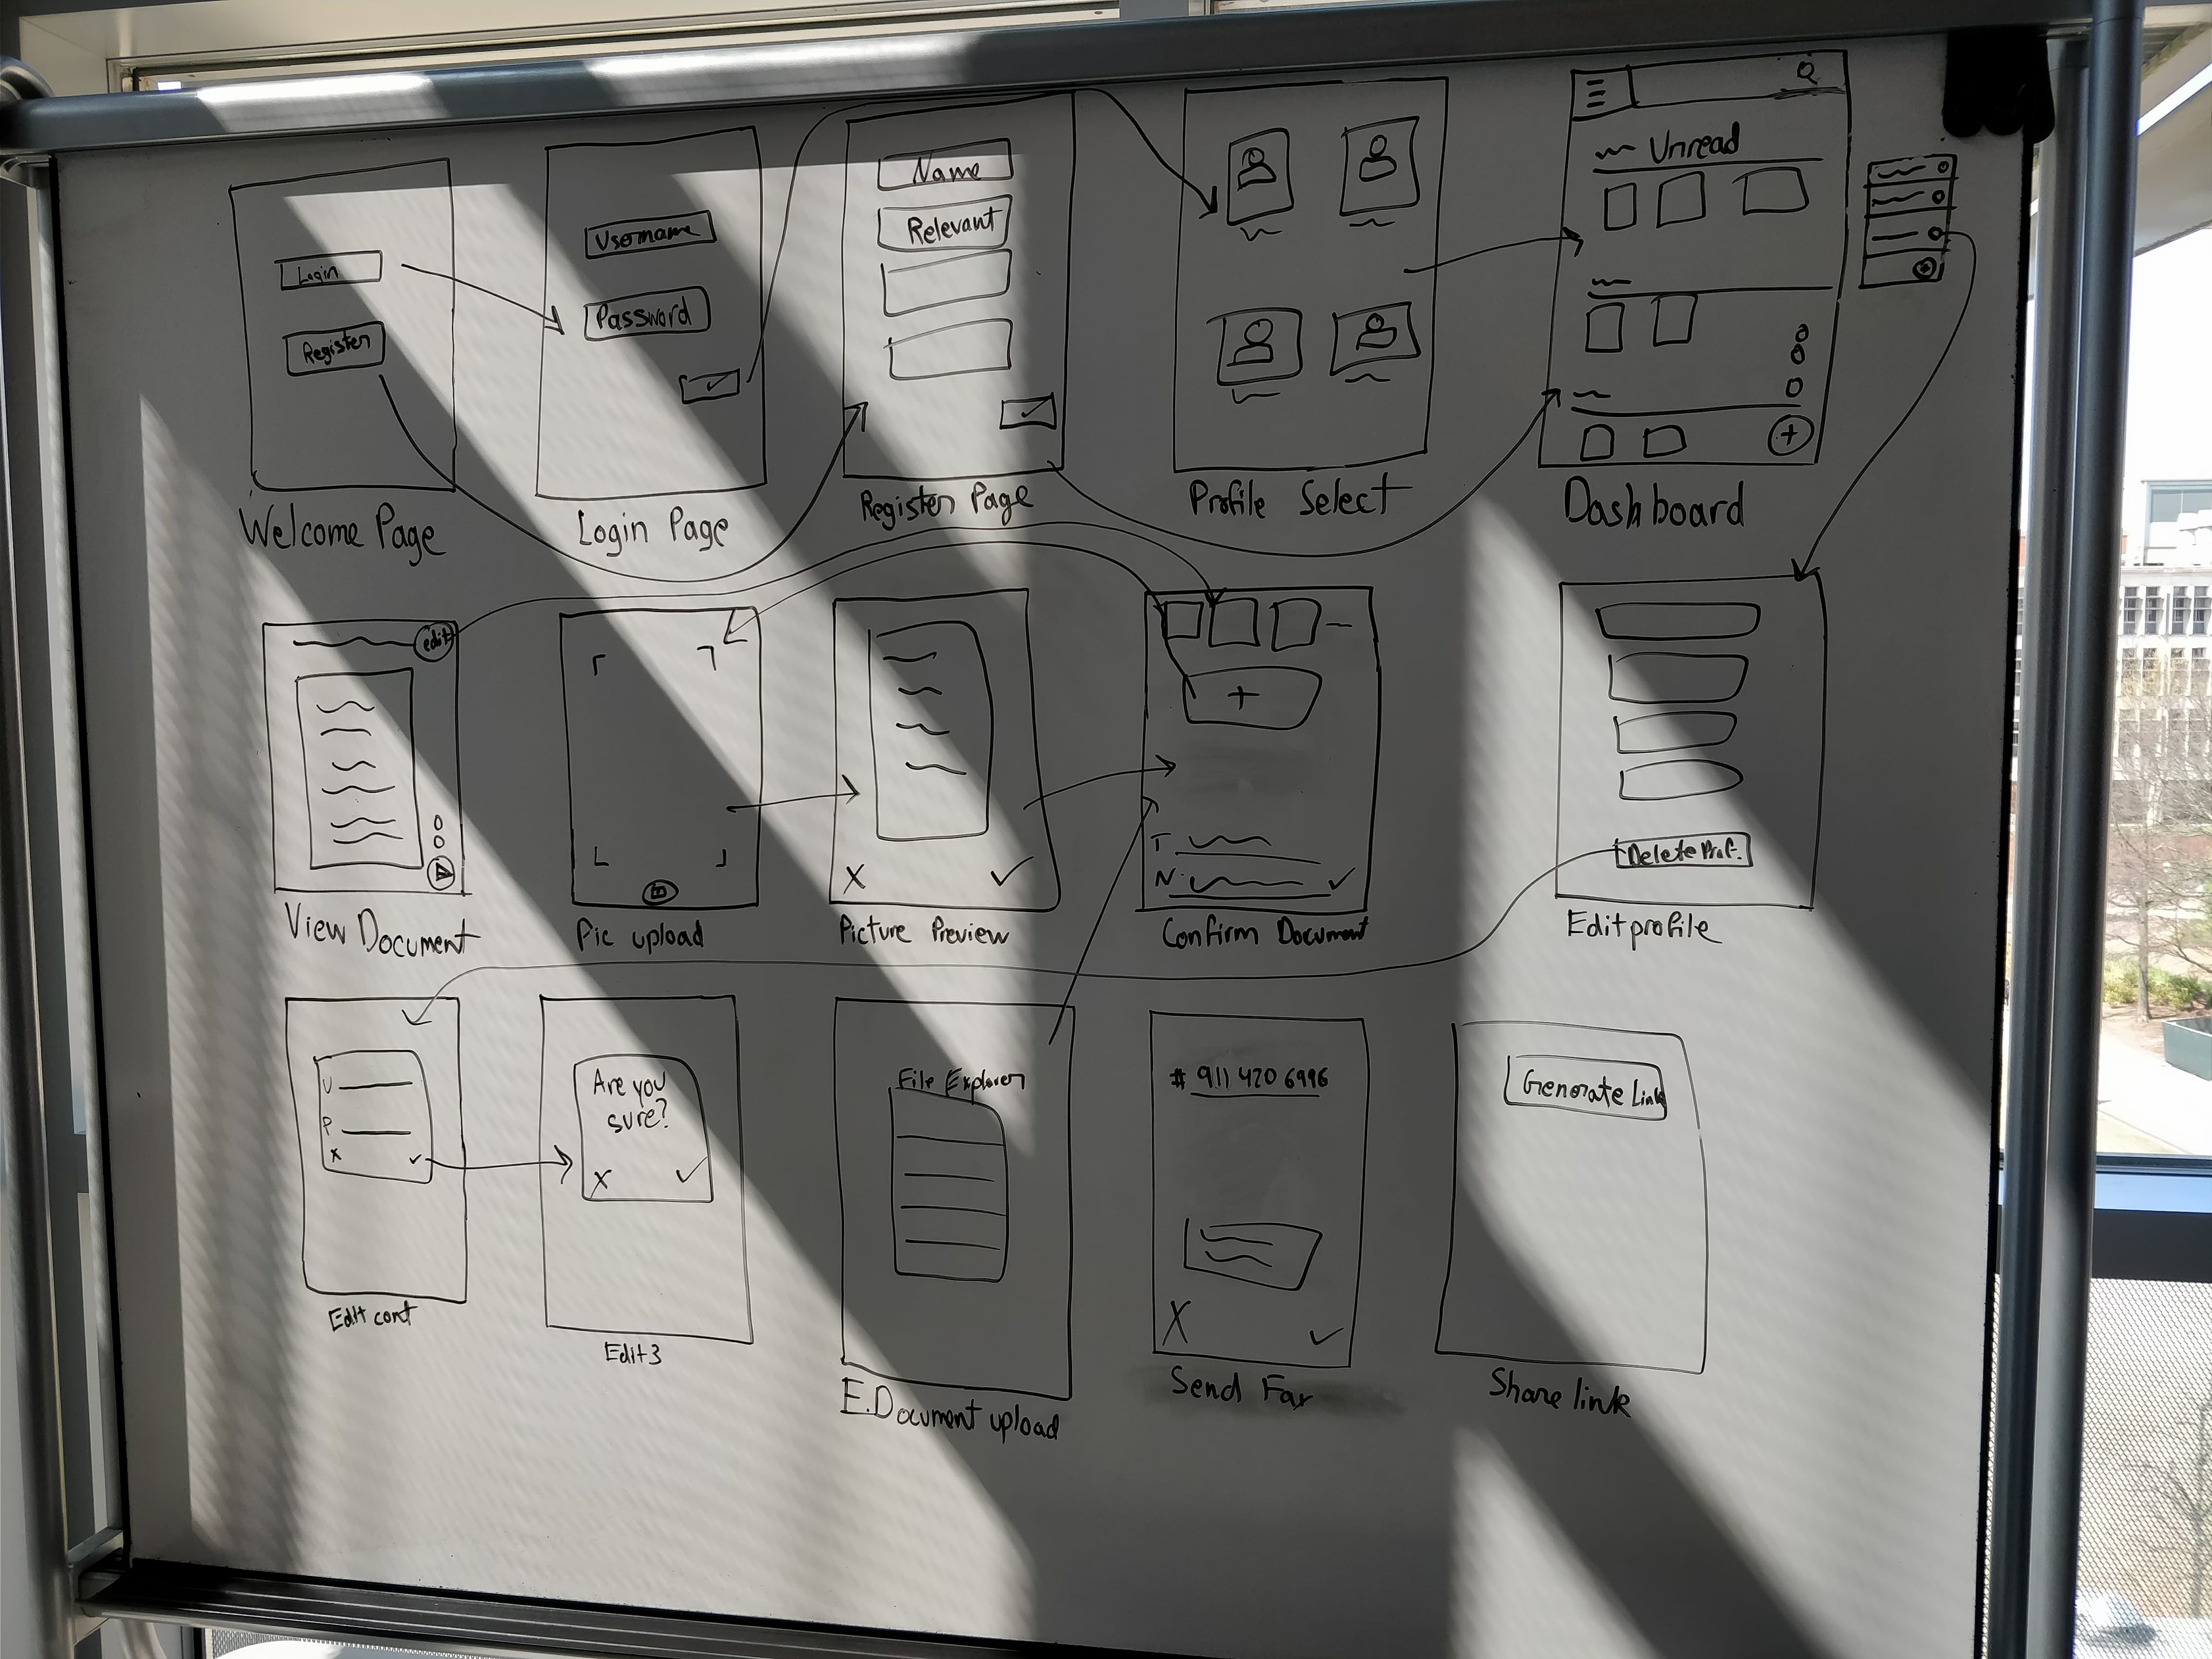 Login
Register
Welcome Page
Username
Password
Login Page
Name
Relevant
Register Page
Profile Select
Unread
Dashboard
edit
View Document
Pic upload
X
Picture Preview
+
T
N:
Confirm Document
Delete Prof.
Edit profile
U
P
X
Edit cont
Are you
sure?
X
Edit 3
File Explorer
E.Document upload
# 911 420 6996
X
Send Fax
Generate Link
Share link